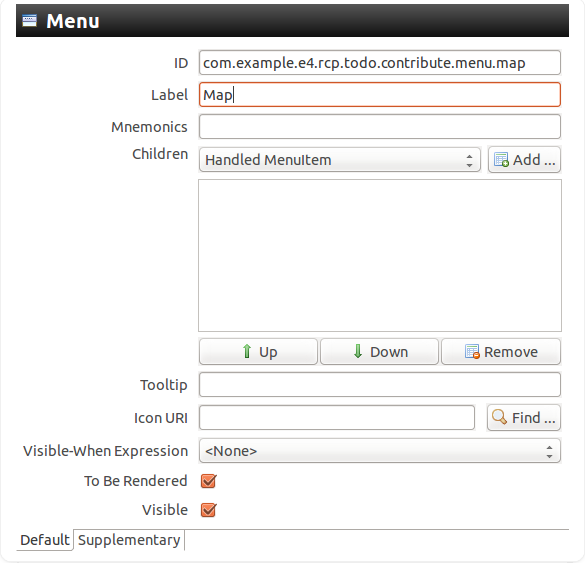 Menu
ID com.example.e4.rcp.todo.contribute.menu.map
Label Map
Mnemonics
Children Handled MenuItem Add ...
Up Down Remove
Tooltip
Icon URI Find ...
Visible-When Expression <None>
To Be Rendered
Visible
Default Supplementary